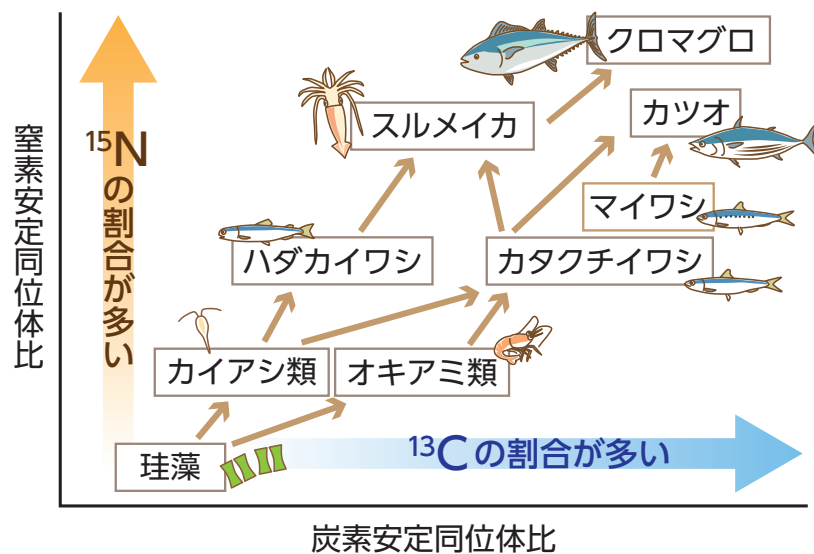 クロマグロ
スルメイカ
カツオ
マイワシ
ハダカイワシ
カタクチイワシ
カイアシ類
オキアミ類
珪藻
窒素安定同位体比
¹⁵Nの割合が多い
¹³Cの割合が多い
炭素安定同位体比